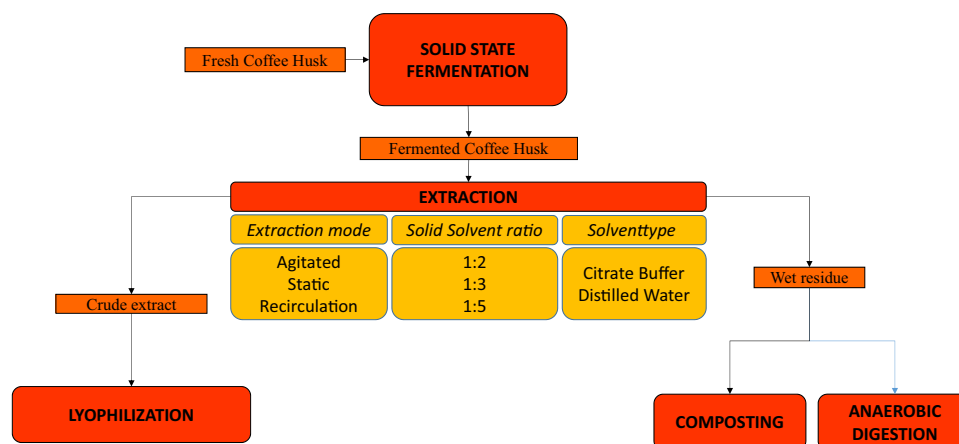 SOLID STATE
FERMENTATION
Fresh Coffee Husk
Fermented Coffee Husk
EXTRACTION
Extraction mode
Solid Solvent ratio
Solventtype
Agitated
Static
Recirculation
1:2
1:3
1:5
Citrate Buffer
Distilled Water
Crude extract
Wet residue
LYOPHILIZATION
COMPOSTING
ANAEROBIC
DIGESTION